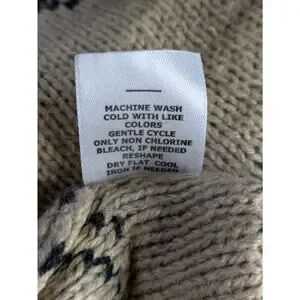 MACHINE WASH
COLD WITH LIKE
COLORS
GENTLE CYCLE
ONLY NON CHLORINE
BLEACH, IF NEEDED
RESHAPE
DRY FLAT COOL
IRON IF NEEDED